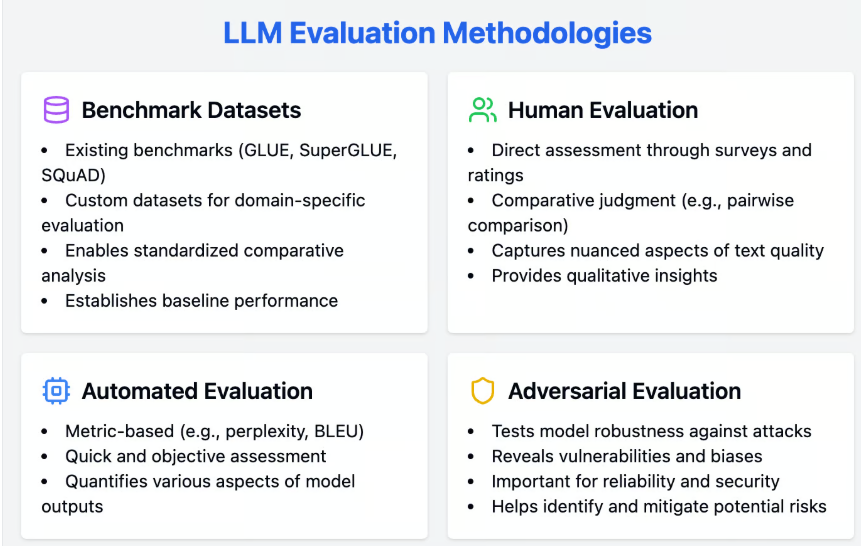 LLM Evaluation Methodologies
Benchmark Datasets
• Existing benchmarks (GLUE, SuperGLUE,
SQuAD)
• Custom datasets for domain-specific
evaluation
• Enables standardized comparative
analysis
• Establishes baseline performance
Human Evaluation
• Direct assessment through surveys and
ratings
• Comparative judgment (e.g., pairwise
comparison)
• Captures nuanced aspects of text quality
• Provides qualitative insights
Automated Evaluation
• Metric-based (e.g., perplexity, BLEU)
• Quick and objective assessment
• Quantifies various aspects of model
outputs
Adversarial Evaluation
• Tests model robustness against attacks
• Reveals vulnerabilities and biases
• Important for reliability and security
• Helps identify and mitigate potential risks